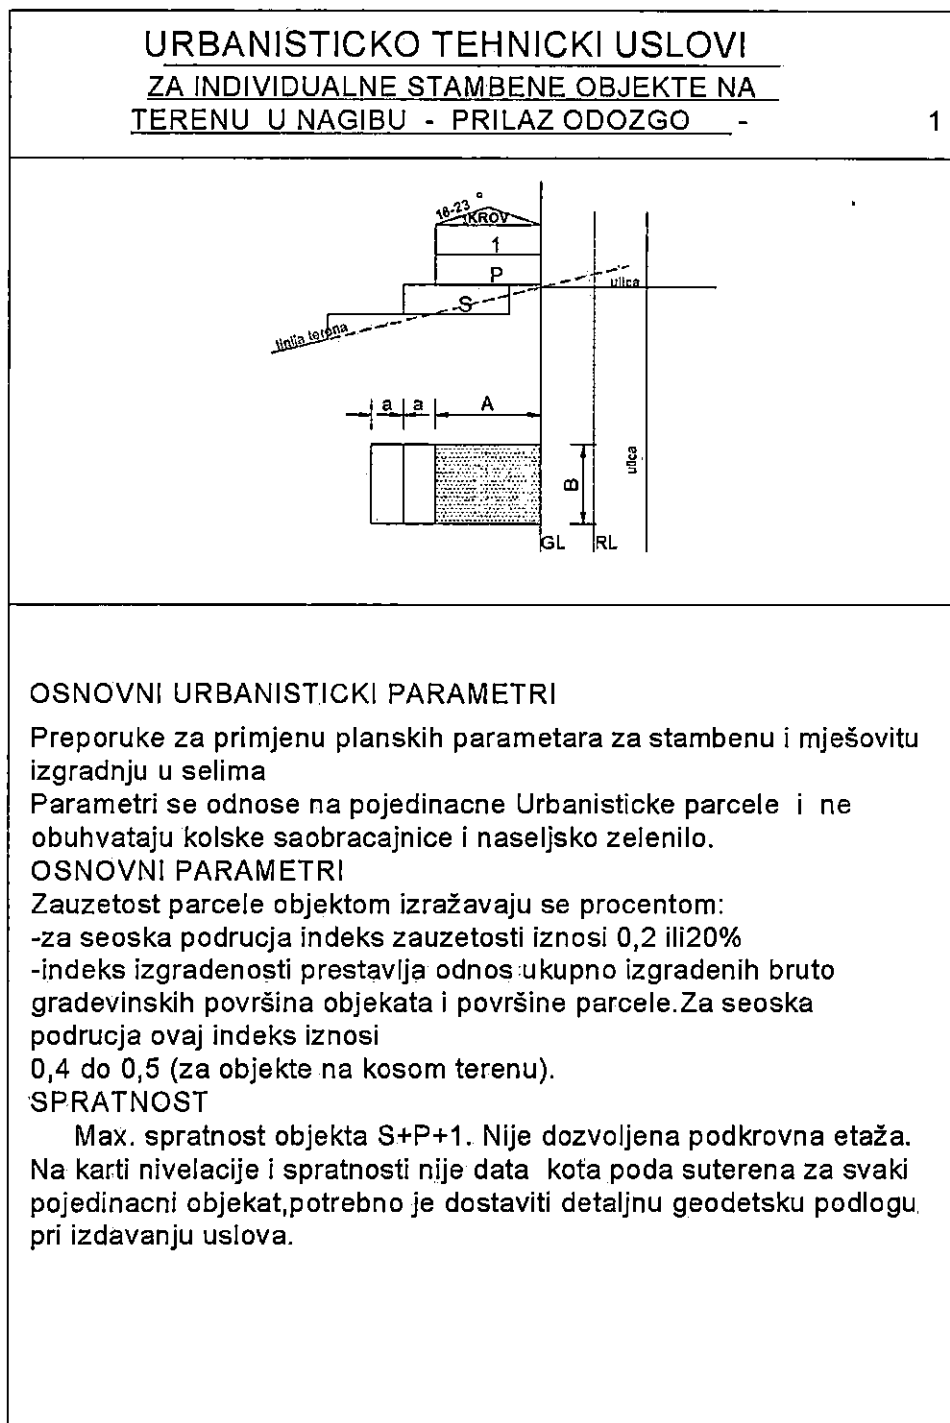 URBANISTICKO TEHNICKI USLOVI
ZA INDIVIDUALNE STAMBENE OBJEKTE NA
TERENU U NAGIBU - PRILAZ ODOZGO -
1
16-23 °
KROV
1
P
S
ulica
linija terena
a a A
B
ulica
GL RL
OSNOVNI URBANISTICKI PARAMETRI
Preporuke za primjenu planskih parametara za stambenu i mješovitu
izgradnju u selima
Parametri se odnose na pojedinacne Urbanisticke parcele i ne
obuhvataju kolske saobracajnice i naseljsko zelenilo.
OSNOVNI PARAMETRI
Zauzetost parcele objektom izražavaju se procentom:
-za seoska podrucja indeks zauzetosti iznosi 0,2 ili20%
-indeks izgradenosti prestavlja odnos ukupno izgradenih bruto
gradevinskih površina objekata i površine parcele.Za seoska
podrucja ovaj indeks iznosi
0,4 do 0,5 (za objekte na kosom terenu).
SPRATNOST
Max. spratnost objekta S+P+1. Nije dozvoljena podkrovna etaža.
Na karti nivelacije i spratnosti nije data kota poda suterena za svaki
pojedinacni objekat,potrebno je dostaviti detaljnu geodetsku podlogu
pri izdavanju uslova.